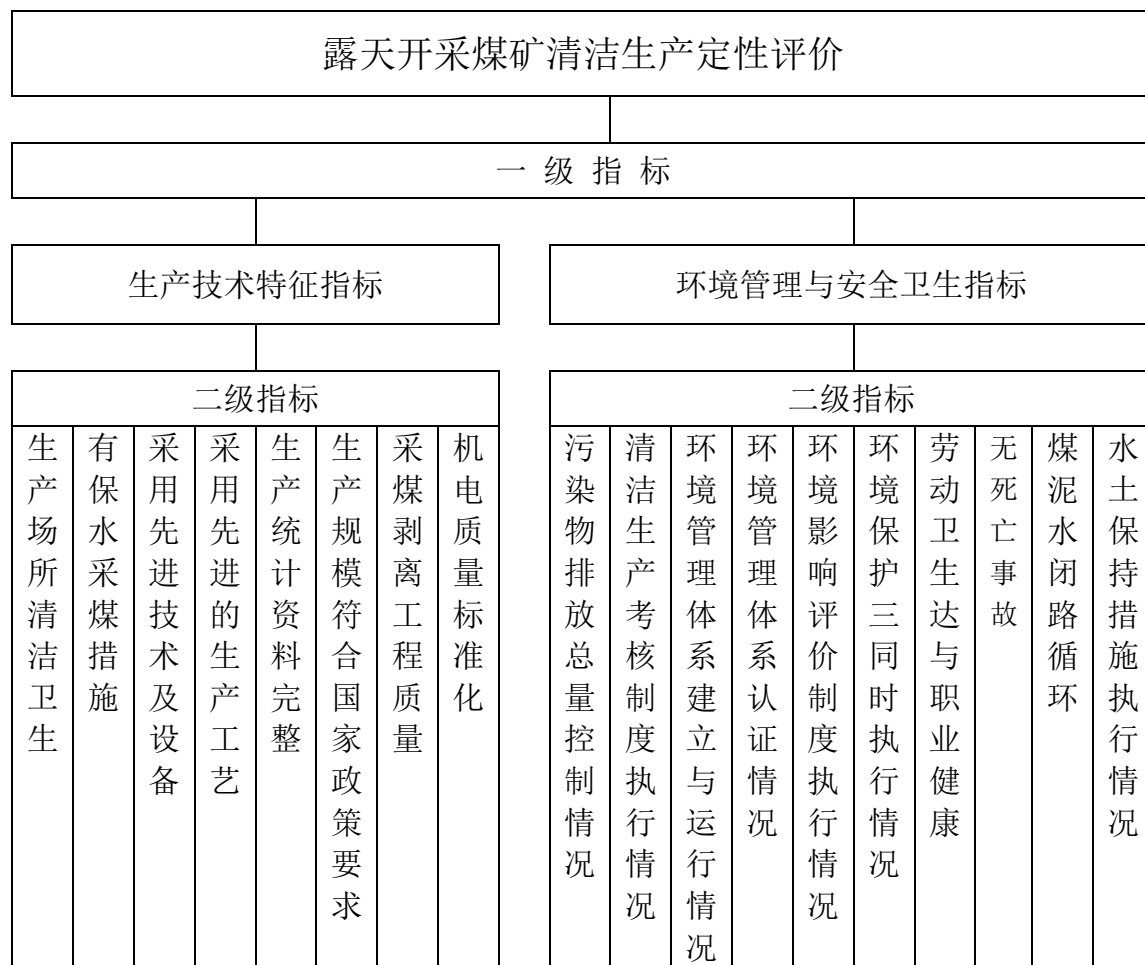 露天开采煤矿清洁生产定性评价
一 级 指 标
生产技术特征指标
环境管理与安全卫生指标
二级指标
生产场所清洁卫生
有保水采煤措施
采用先进技术及设备
采用先进的生产工艺
生产统计资料完整
生产规模符合国家政策要求
采煤剥离工程质量
机电质量标准化
二级指标
污染物排放总量控制情况
清洁生产考核制度执行情况
环境管理体系建立与运行情况
环境管理体系认证情况
环境影响评价制度执行情况
环境保护三同时执行情况
劳动卫生达与职业健康
无死亡事故
煤泥水闭路循环
水土保持措施执行情况